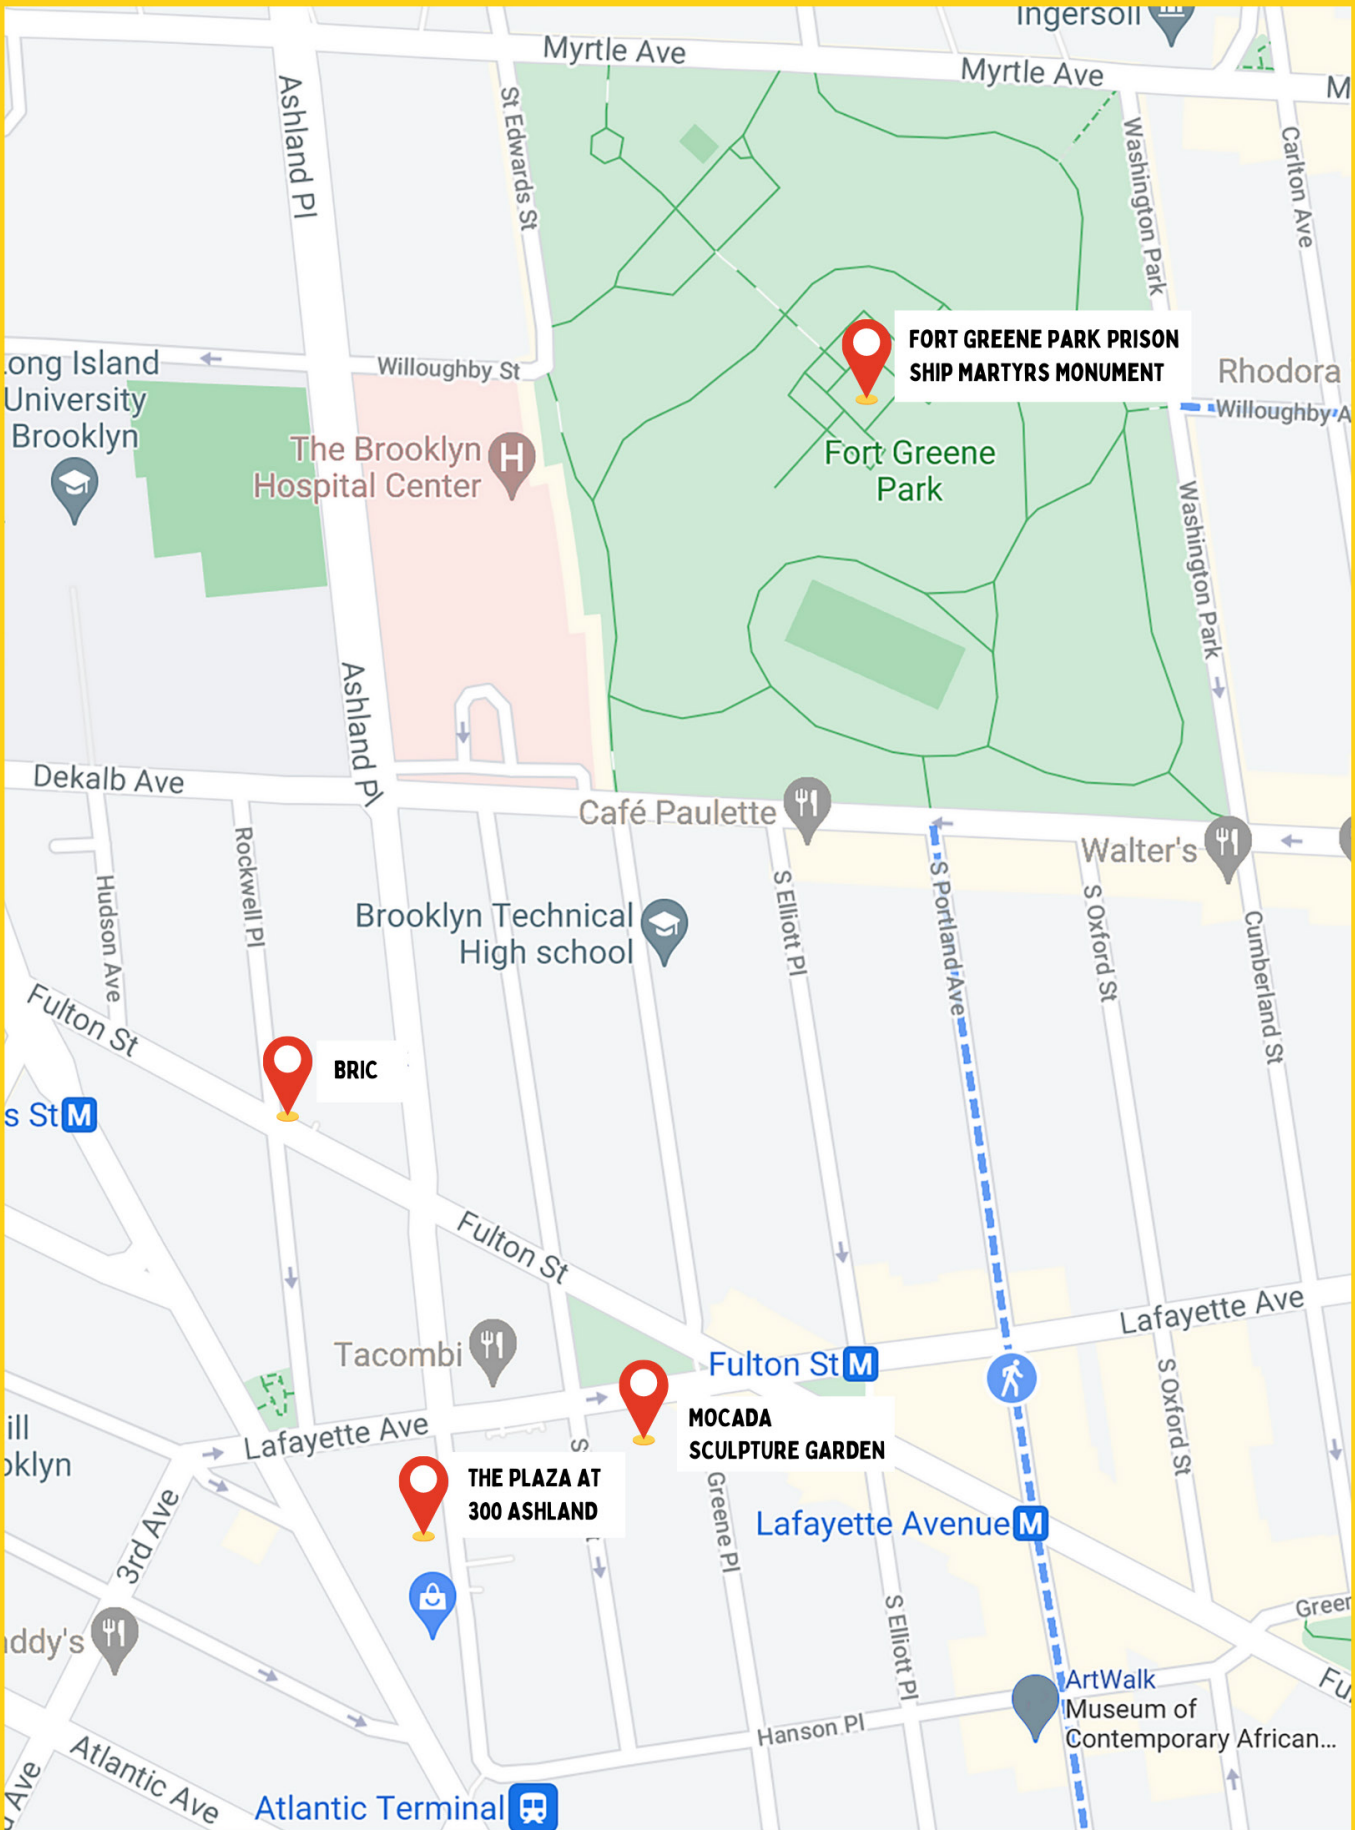 Ingersoll
Myrtle Ave
Myrtle Ave
M
Ashland Pl
St Edwards St
Washington Park
Carlton Ave
FORT GREENE PARK PRISON
SHIP MARTYRS MONUMENT
Long Island
University
Brooklyn
Willoughby St
Rhodora
Willoughby A
The Brooklyn
Hospital Center
H
Fort Greene
Park
Washington Park
Ashland Pl
Dekalb Ave
Café Paulette
Walter's
Rockwell Pl
Hudson Ave
Brooklyn Technical
High school
S Elliott Pl
S Portland Ave
S Oxford St
Cumberland St
Fulton St
BRIC
s St M
Fulton St
Lafayette Ave
Tacombi
Fulton St M
S Oxford St
MOCADA
SCULPTURE GARDEN
Lafayette Ave
ill
oklyn
S
THE PLAZA AT
300 ASHLAND
Greene Pl
Lafayette Avenue M
3rd Ave
S Elliott Pl
Green
addy's
ArtWalk
Museum of
Contemporary African...
Fu
Hanson Pl
Atlantic Ave
Ave
Atlantic Terminal